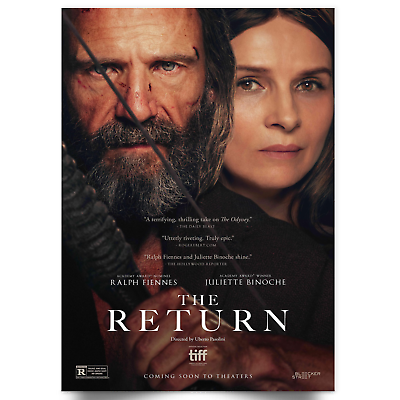 "A terrifying, thrilling take on The Odyssey."
- THE DAILY BEAST
"Utterly riveting. Truly epic."
- ROGEREBERT.COM
"Ralph Fiennes and Juliette Binoche shine."
- THE HOLLYWOOD REPORTER
ACADEMY AWARD® NOMINEE
RALPH FIENNES
ACADEMY AWARD® WINNER
JULIETTE BINOCHE
THE
RETURN
Directed by Uberto Pasolini
tiff
R
COMING SOON TO THEATERS
BLEECKER
STREET